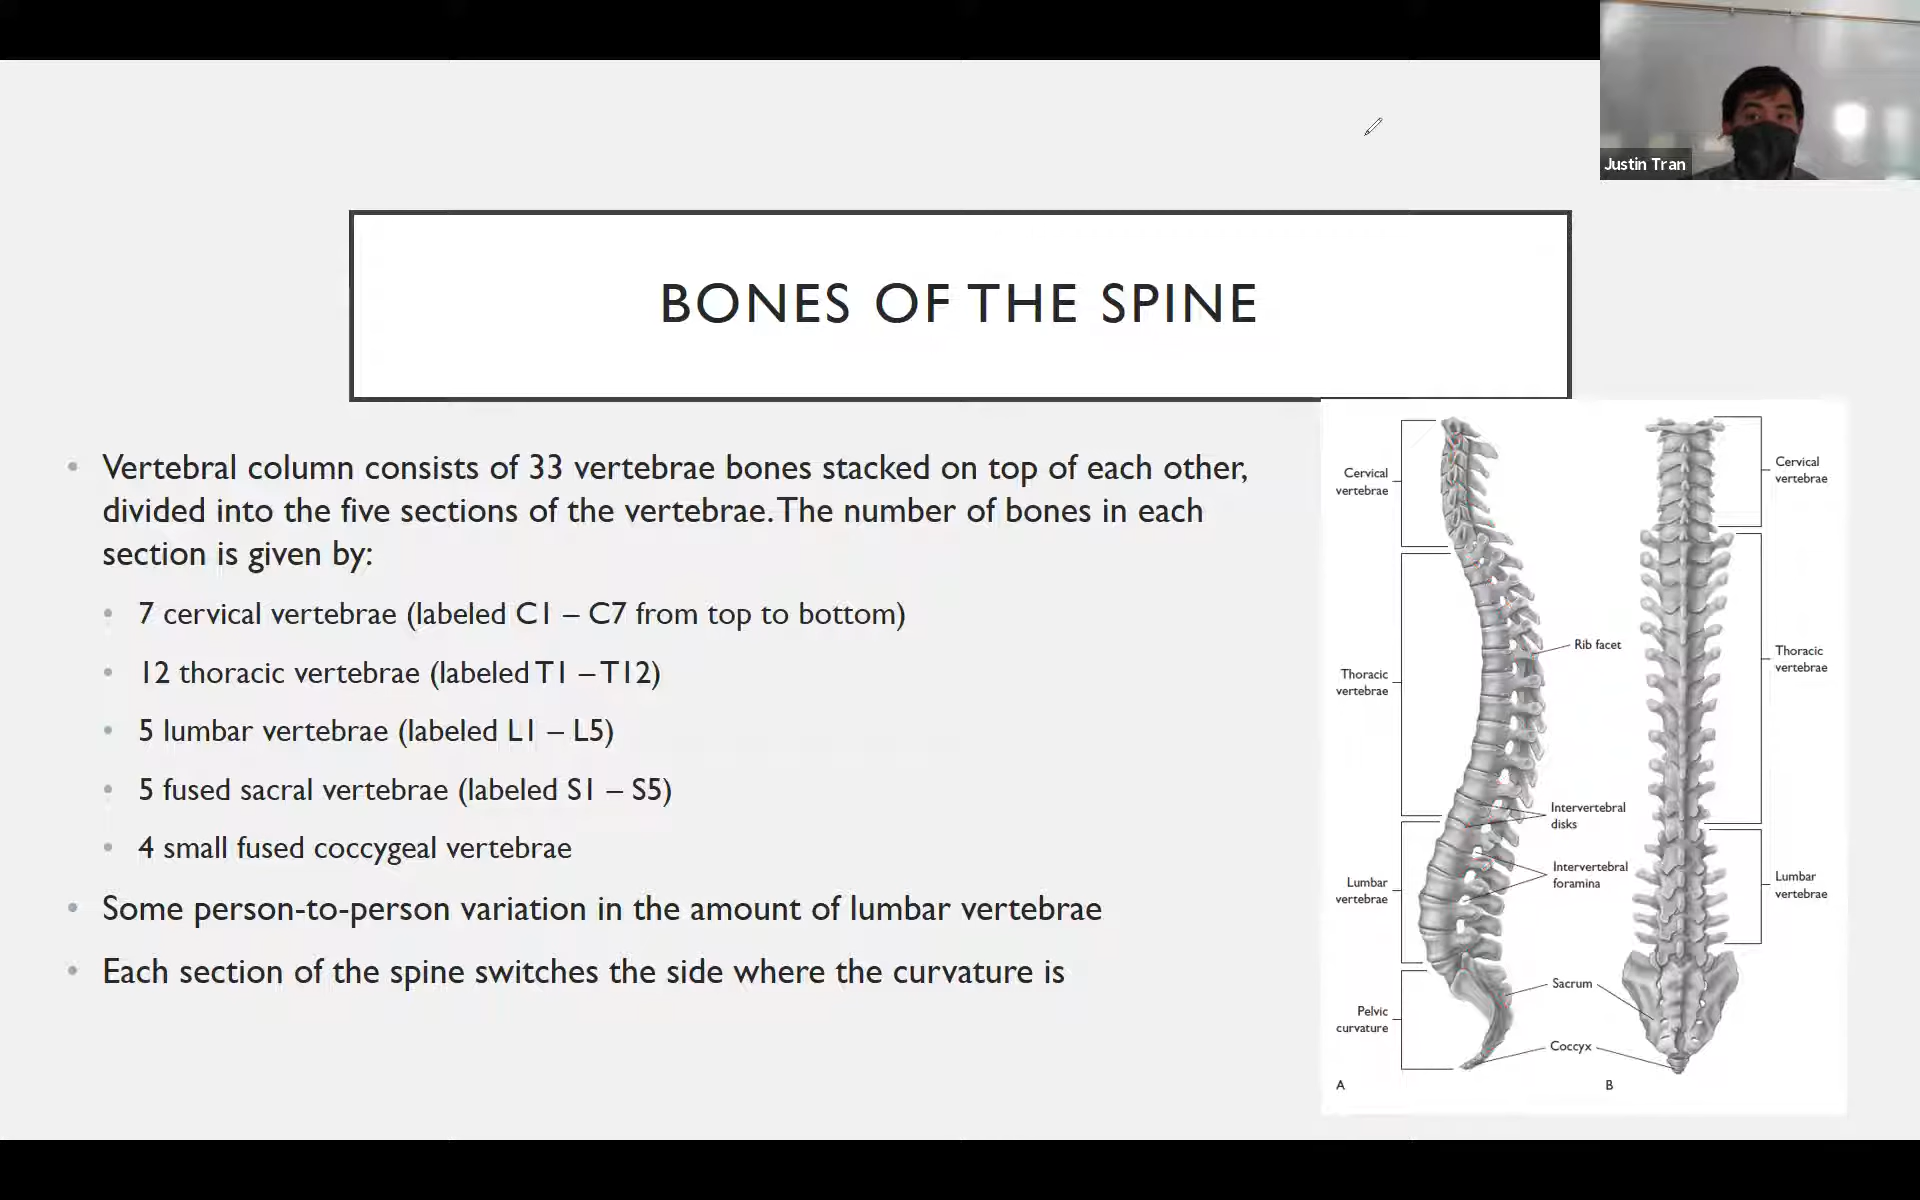 Justin Tran
BONES OF THE SPINE
• Vertebral column consists of 33 vertebrae bones stacked on top of each other,
divided into the five sections of the vertebrae. The number of bones in each
section is given by:
• 7 cervical vertebrae (labeled C1 – C7 from top to bottom)
• 12 thoracic vertebrae (labeled T1 – T12)
• 5 lumbar vertebrae (labeled L1 – L5)
• 5 fused sacral vertebrae (labeled S1 – S5)
• 4 small fused coccygeal vertebrae
• Some person-to-person variation in the amount of lumbar vertebrae
• Each section of the spine switches the side where the curvature is
Cervical
vertebrae
Thoracic
vertebrae
Lumbar
vertebrae
Pelvic
curvature
A
Rib facet
Intervertebral
disks
Intervertebral
foramina
Sacrum
Coccyx
B
Cervical
vertebrae
Thoracic
vertebrae
Lumbar
vertebrae